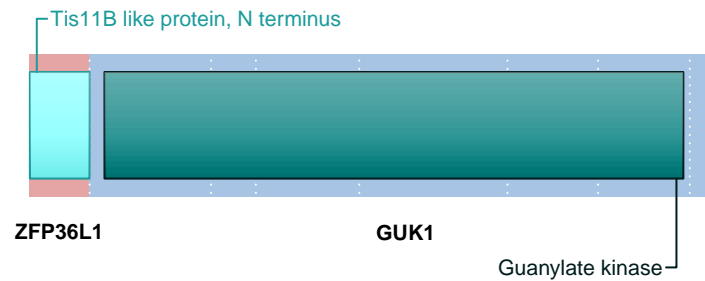 Tis11B like protein, N terminus
ZFP36L1
GUK1
Guanylate kinase